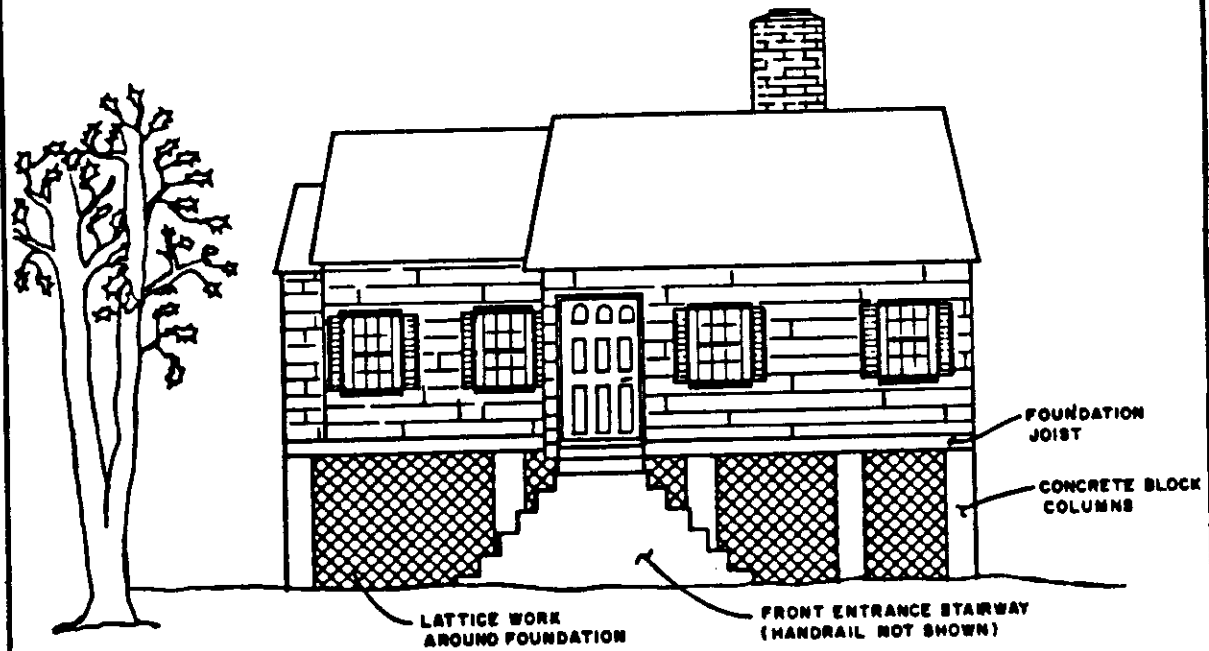 FOUNDATION
JOIST
CONCRETE BLOCK
COLUMNS
LATTICE WORK
AROUND FOUNDATION
FRONT ENTRANCE STAIRWAY
(HANDRAIL NOT SHOWN)